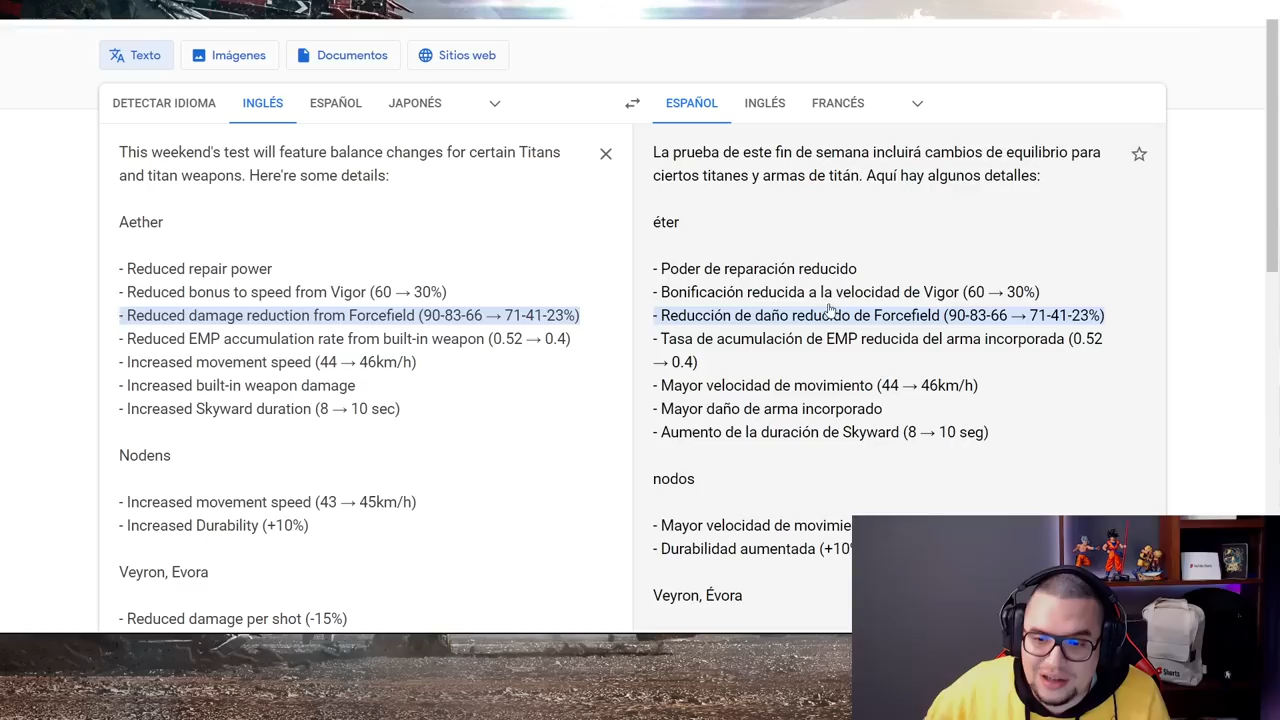 Texto
Imágenes
Documentos
Sitios web
DETECTAR IDIOMA
INGLÉS
ESPAÑOL
JAPONÉS
ESPAÑOL
INGLÉS
FRANCÉS
This weekend's test will feature balance changes for certain Titans
and titan weapons. Here're some details:
Aether
- Reduced repair power
- Reduced bonus to speed from Vigor (60 → 30%)
- Reduced damage reduction from Forcefield (90-83-66 → 71-41-23%)
- Reduced EMP accumulation rate from built-in weapon (0.52 → 0.4)
- Increased movement speed (44 → 46km/h)
- Increased built-in weapon damage
- Increased Skyward duration (8 → 10 sec)
Nodens
- Increased movement speed (43 → 45km/h)
- Increased Durability (+10%)
Veyron, Evora
- Reduced damage per shot (-15%)
La prueba de este fin de semana incluirá cambios de equilibrio para
ciertos titanes y armas de titán. Aquí hay algunos detalles:
éter
- Poder de reparación reducido
- Bonificación reducida a la velocidad de Vigor (60 → 30%)
- Reducción de daño reducido de Forcefield (90-83-66 → 71-41-23%)
- Tasa de acumulación de EMP reducida del arma incorporada (0.52
→ 0.4)
- Mayor velocidad de movimiento (44 → 46km/h)
- Mayor daño de arma incorporado
- Aumento de la duración de Skyward (8 → 10 seg)
nodos
- Mayor velocidad de movimie
- Durabilidad aumentada (+10%
Veyron, Évora
Shorts